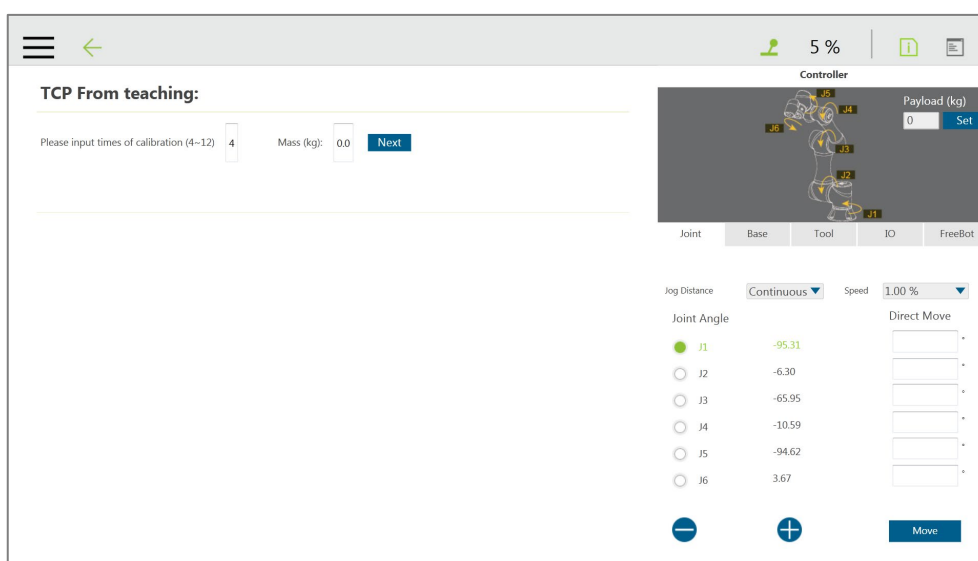 5 %
Controller
TCP From teaching:
Please input times of calibration (4~12) 4 Mass (kg): 0.0 Next
J5
J4
J6
J3
J2
J1
Payload (kg)
0 Set
Joint Base Tool IO FreeBot
Jog Distance Continuous Speed 1.00 %
Joint Angle Direct Move
J1 -95.31 °
J2 -6.30 °
J3 -65.95 °
J4 -10.59 °
J5 -94.62 °
J6 3.67 °
Move